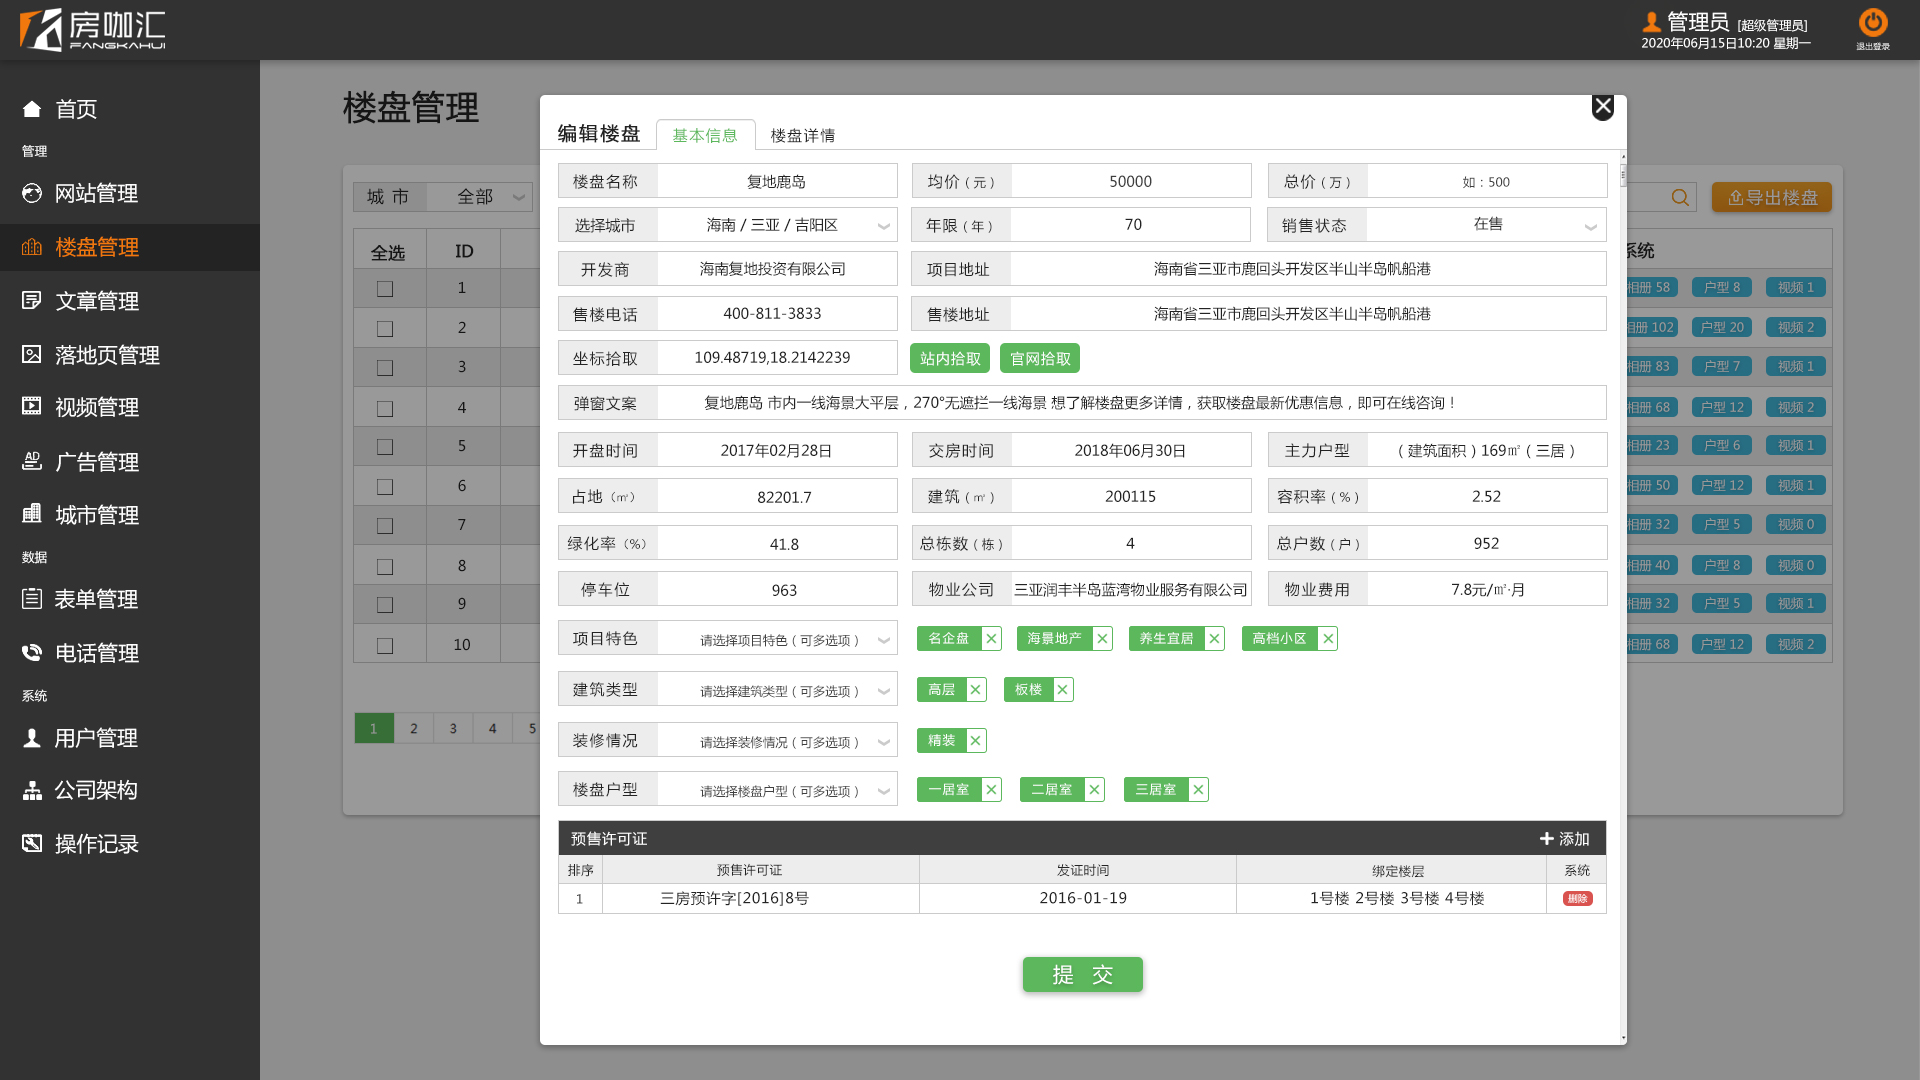 房咖汇
FANGKAHUI
管理员 [超级管理员]
2020年06月15日10:20 星期一
退出登录
首页
管理
网站管理
楼盘管理
文章管理
落地页管理
视频管理
广告管理
城市管理
数据
表单管理
电话管理
系统
用户管理
公司架构
操作记录
楼盘管理
城 市 全部
导出楼盘
全选 ID 系统
1 相册 58 户型 8 视频 1
2 相册 102 户型 20 视频 2
3 相册 83 户型 7 视频 1
4 相册 68 户型 12 视频 2
5 相册 23 户型 6 视频 1
6 相册 50 户型 12 视频 1
7 相册 32 户型 5 视频 0
8 相册 40 户型 8 视频 0
9 相册 32 户型 5 视频 1
10 相册 68 户型 12 视频 2
1 2 3 4 5
编辑楼盘 基本信息 楼盘详情
楼盘名称 复地鹿岛 均价（元） 50000 总价（万） 如：500
选择城市 海南 / 三亚 / 吉阳区 年限（年） 70 销售状态 在售
开发商 海南复地投资有限公司 项目地址 海南省三亚市鹿回头开发区半山半岛帆船港
售楼电话 400-811-3833 售楼地址 海南省三亚市鹿回头开发区半山半岛帆船港
坐标拾取 109.48719,18.2142239 站内拾取 官网拾取
弹窗文案 复地鹿岛 市内一线海景大平层，270°无遮拦一线海景 想了解楼盘更多详情，获取楼盘最新优惠信息，即可在线咨询！
开盘时间 2017年02月28日 交房时间 2018年06月30日 主力户型 （建筑面积）169㎡（三居）
占地（㎡） 82201.7 建筑（㎡） 200115 容积率（%） 2.52
绿化率（%） 41.8 总栋数（栋） 4 总户数（户） 952
停车位 963 物业公司 三亚润丰半岛蓝湾物业服务有限公司 物业费用 7.8元/㎡·月
项目特色 请选择项目特色（可多选项） 名企盘 海景地产 养生宜居 高档小区
建筑类型 请选择建筑类型（可多选项） 高层 板楼
装修情况 请选择装修情况（可多选项） 精装
楼盘户型 请选择楼盘户型（可多选项） 一居室 二居室 三居室
预售许可证 添加
排序 预售许可证 发证时间 绑定楼层 系统
1 三房预许字[2016]8号 2016-01-19 1号楼 2号楼 3号楼 4号楼 删除
提 交